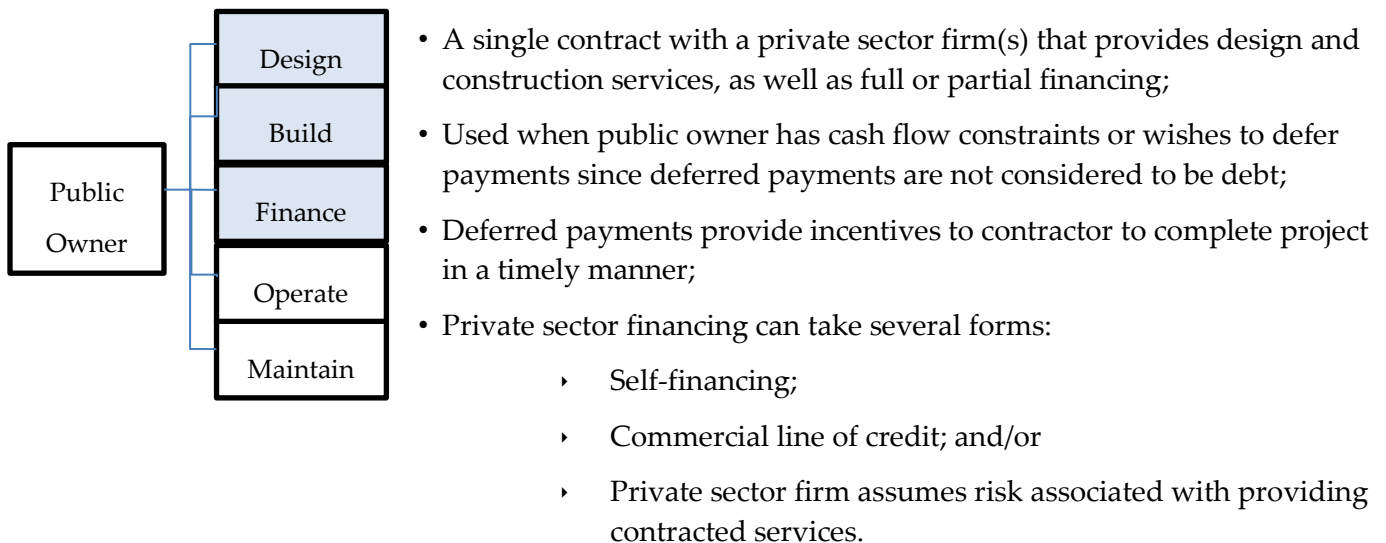 Public
Owner
Design
Build
Finance
Operate
Maintain
• A single contract with a private sector firm(s) that provides design and
construction services, as well as full or partial financing;
• Used when public owner has cash flow constraints or wishes to defer
payments since deferred payments are not considered to be debt;
• Deferred payments provide incentives to contractor to complete project
in a timely manner;
• Private sector financing can take several forms:
‣ Self-financing;
‣ Commercial line of credit; and/or
‣ Private sector firm assumes risk associated with providing
contracted services.